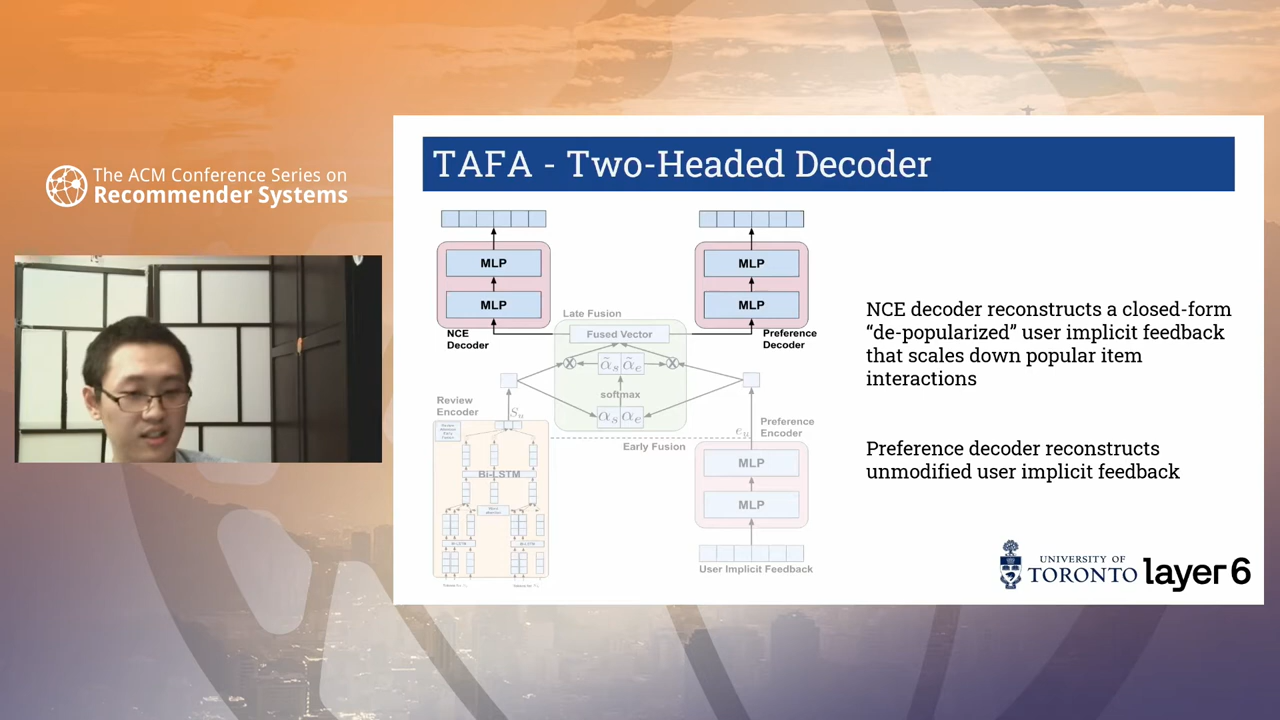 The ACM Conference Series on
Recommender Systems
TAFA - Two-Headed Decoder
MLP
MLP
MLP
MLP
NCE
Decoder
Late Fusion
Fused Vector
Preference
Decoder
softmax
Review
Encoder
Preference
Encoder
Early Fusion
Bi-LSTM
MLP
MLP
User Implicit Feedback
NCE decoder reconstructs a closed-form
“de-popularized” user implicit feedback
that scales down popular item
interactions
Preference decoder reconstructs
unmodified user implicit feedback
UNIVERSITY OF
TORONTO
layer 6